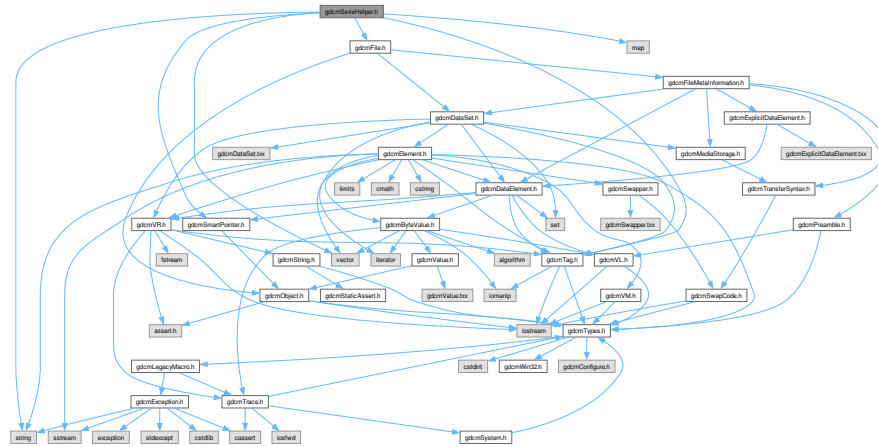 gdcmSerieHelper.h
gdcmFile.h
map
gdcmFileMetaInformation.h
gdcmDataSet.h
gdcmExplicitDataElement.h
gdcmDataSet.txx
gdcmElement.h
gdcmMediaStorage.h
gdcmExplicitDataElement.txx
limits
cmath
cstring
gdcmDataElement.h
gdcmSwapper.h
gdcmTransferSyntax.h
gdcmVR.h
gdcmSmartPointer.h
gdcmByteValue.h
set
gdcmSwapper.txx
gdcmPreamble.h
fstream
gdcmString.h
vector
iterator
gdcmValue.h
algorithm
gdcmTag.h
gdcmVL.h
gdcmObject.h
gdcmStaticAssert.h
gdcmValue.txx
iomanip
gdcmVM.h
gdcmSwapCode.h
assert.h
iostream
gdcmTypes.h
gdcmLegacyMacro.h
cstdint
gdcmWin32.h
gdcmConfigure.h
gdcmException.h
gdcmTrace.h
string
sstream
exception
stdexcept
cstdlib
cassert
iosfwd
gdcmSystem.h